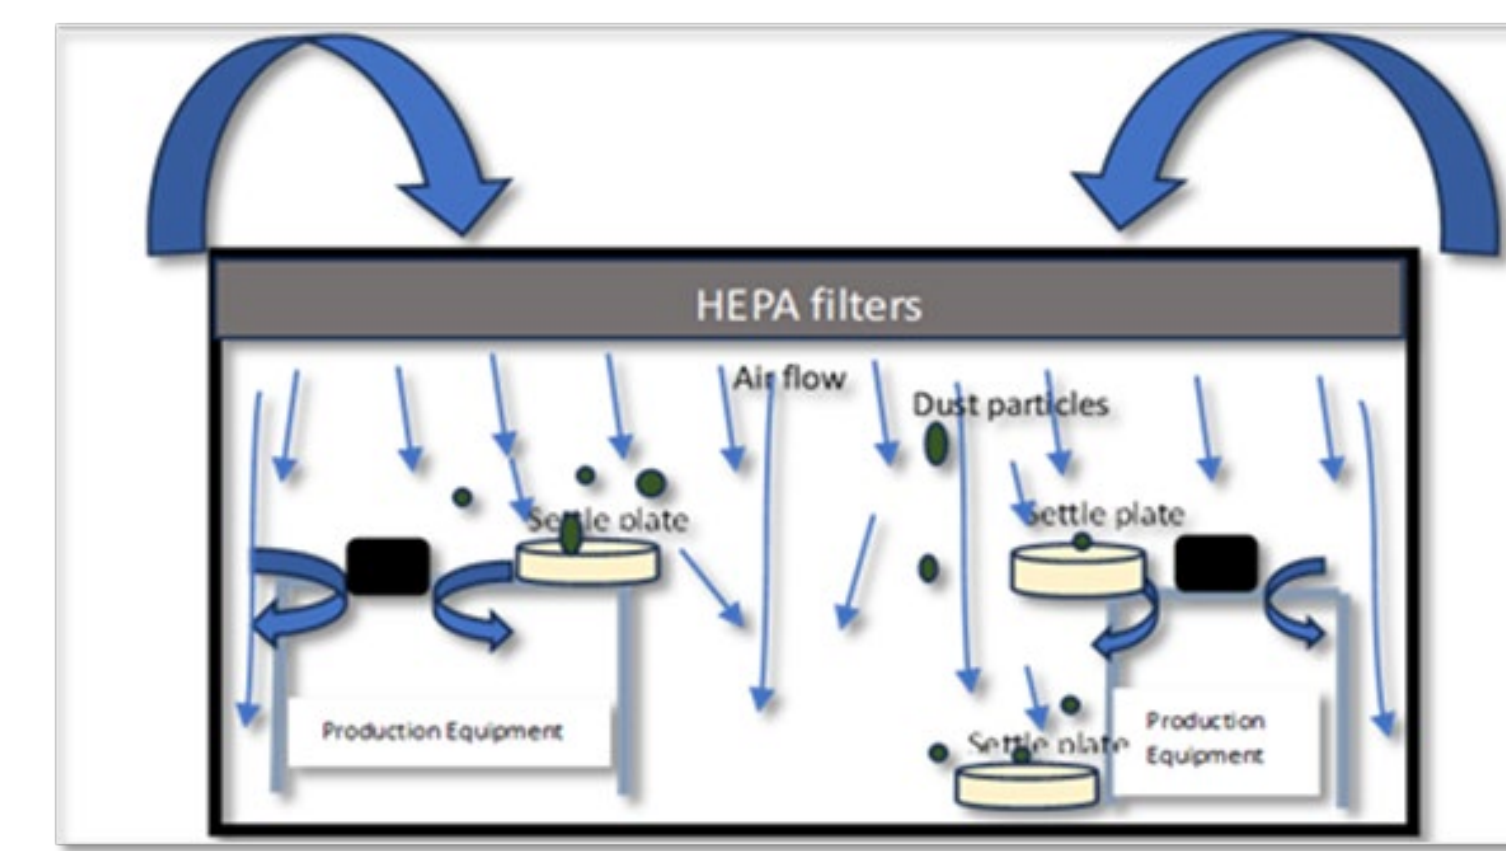 HEPA filters
Air flow
Dust particles
Settle plate
Settle plate
Production Equipment
Settle plate
Production
Equipment